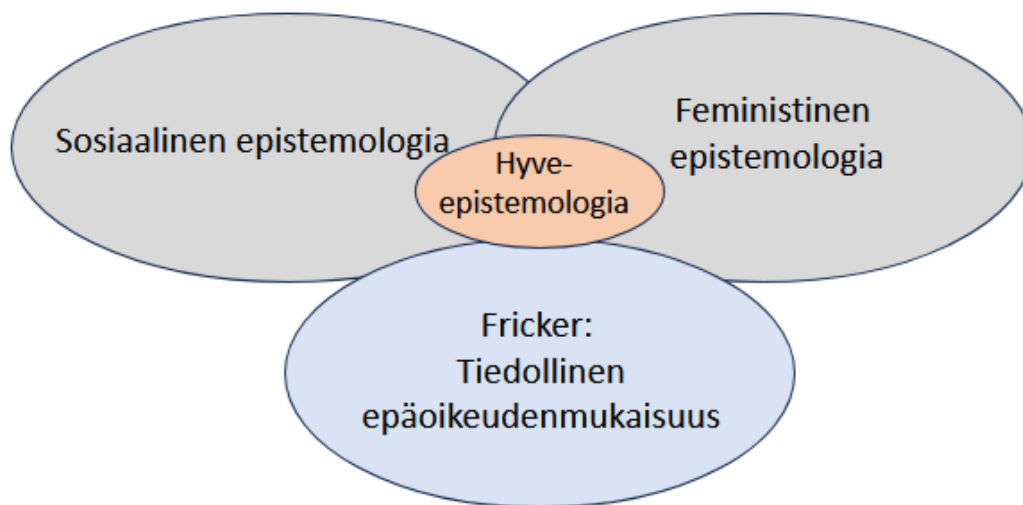 Sosiaalinen epistemologia
Feministinen
epistemologia
Hyve-
epistemologia
Fricker:
Tiedollinen
epäoikeudenmukaisuus